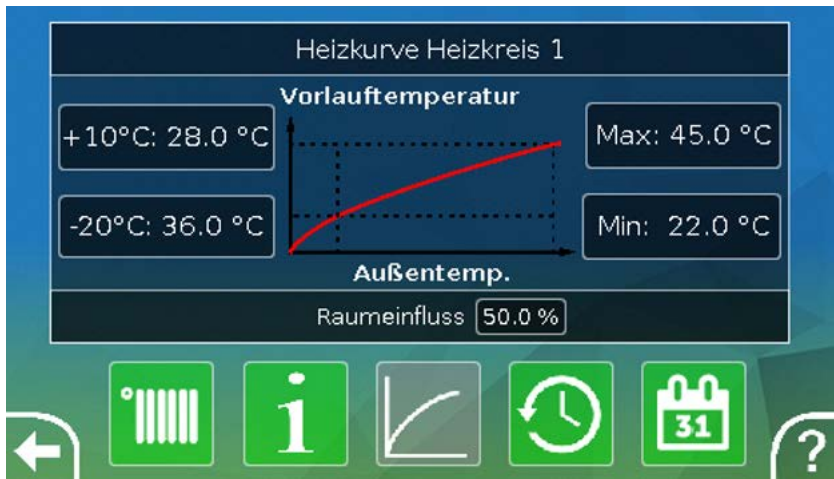 Heizkurve Heizkreis 1
Vorlauftemperatur
+10°C: 28.0 °C
Max: 45.0 °C
-20°C: 36.0 °C
Min: 22.0 °C
Außentemp.
Raumeinfluss 50.0 %
i
31
?